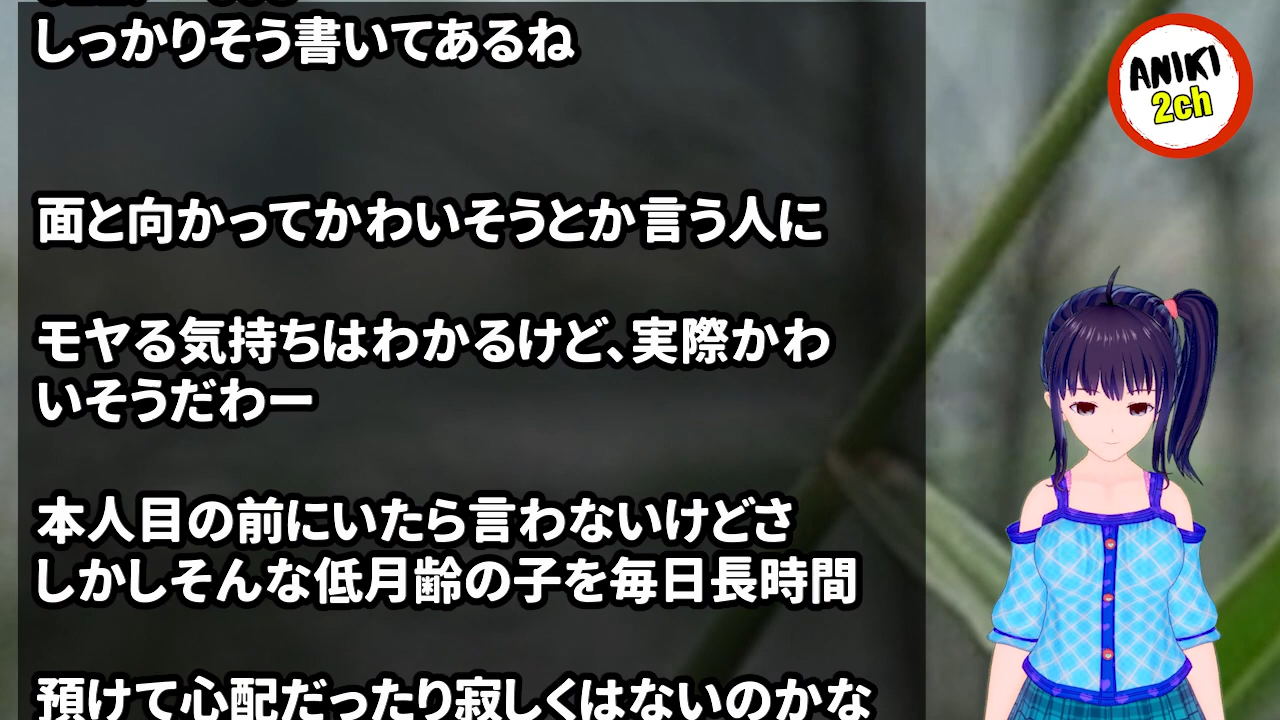 しっかりそう書いてあるね
面と向かってかわいそうとか言う人に
モヤる気持ちはわかるけど、実際かわ
いそうだわー
本人目の前にいたら言わないけどさ
しかしそんな低月齢の子を毎日長時間
預けて心配だったり寂しくはないのかな
ANIKI
2ch